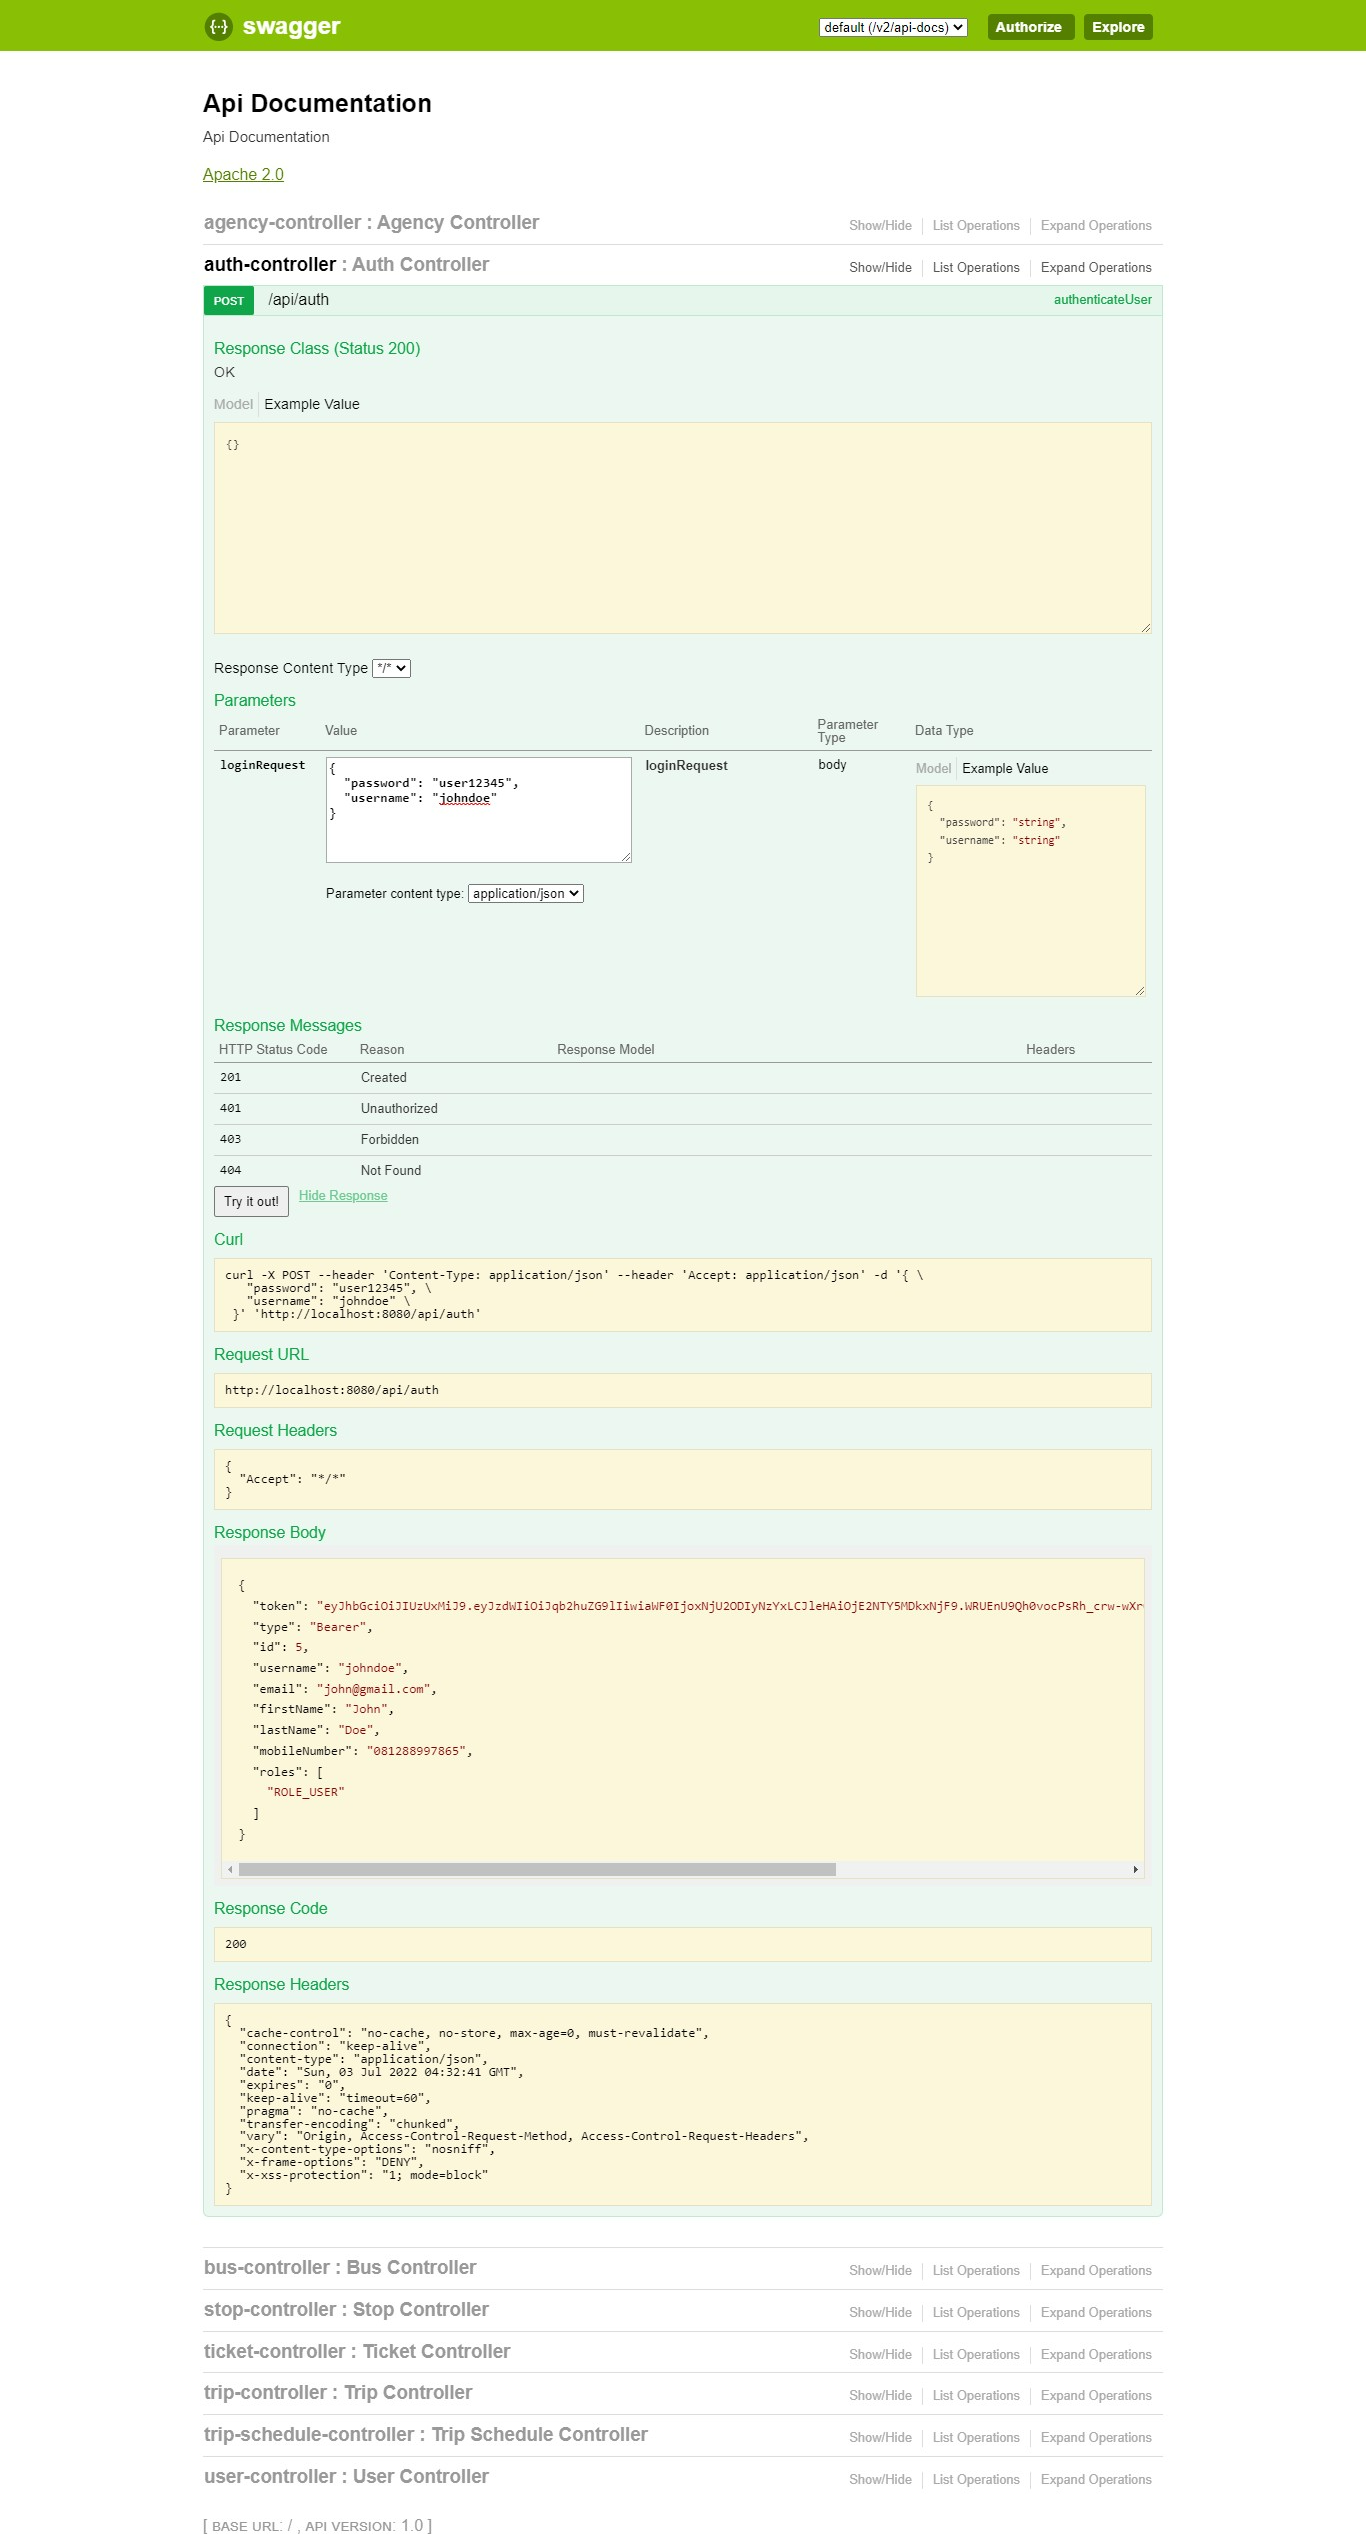 swagger
default (/v2/api-docs)
Authorize
Explore
Api Documentation
Api Documentation
Apache 2.0
agency-controller : Agency Controller
Show/Hide
List Operations
Expand Operations
auth-controller : Auth Controller
Show/Hide
List Operations
Expand Operations
POST
/api/auth
authenticateUser
Response Class (Status 200)
OK
Model
Example Value
{}
Response Content Type */*
Parameters
Parameter
Value
Description
Parameter Type
Data Type
loginRequest
{
"password": "user12345",
"username": "johndoe"
}
Parameter content type: application/json
loginRequest
body
Model
Example Value
{
"password": "string",
"username": "string"
}
Response Messages
HTTP Status Code
Reason
Response Model
Headers
201
Created
401
Unauthorized
403
Forbidden
404
Not Found
Try it out!
Hide Response
Curl
curl -X POST --header 'Content-Type: application/json' --header 'Accept: application/json' -d '{ \
"password": "user12345", \
"username": "johndoe" \
}' 'http://localhost:8080/api/auth'
Request URL
http://localhost:8080/api/auth
Request Headers
{
"Accept": "*/*"
}
Response Body
{
"token": "eyJhbGciOiJIUzUxMiJ9.eyJzdWIiOiJqb2huZG9lIiwiaWF0IjoxNjU2ODIyNzYxLCJleHAiOjE2NTY5MDkxNjF9.WRUEnU9Qh0vocPsRh_crw-wXr
"type": "Bearer",
"id": 5,
"username": "johndoe",
"email": "john@gmail.com",
"firstName": "John",
"lastName": "Doe",
"mobileNumber": "081288997865",
"roles": [
"ROLE_USER"
]
}
Response Code
200
Response Headers
{
"cache-control": "no-cache, no-store, max-age=0, must-revalidate",
"connection": "keep-alive",
"content-type": "application/json",
"date": "Sun, 03 Jul 2022 04:32:41 GMT",
"expires": "0",
"keep-alive": "timeout=60",
"pragma": "no-cache",
"transfer-encoding": "chunked",
"vary": "Origin, Access-Control-Request-Method, Access-Control-Request-Headers",
"x-content-type-options": "nosniff",
"x-frame-options": "DENY",
"x-xss-protection": "1; mode=block"
}
bus-controller : Bus Controller
Show/Hide
List Operations
Expand Operations
stop-controller : Stop Controller
Show/Hide
List Operations
Expand Operations
ticket-controller : Ticket Controller
Show/Hide
List Operations
Expand Operations
trip-controller : Trip Controller
Show/Hide
List Operations
Expand Operations
trip-schedule-controller : Trip Schedule Controller
Show/Hide
List Operations
Expand Operations
user-controller : User Controller
Show/Hide
List Operations
Expand Operations
[ BASE URL: / , API VERSION: 1.0 ]